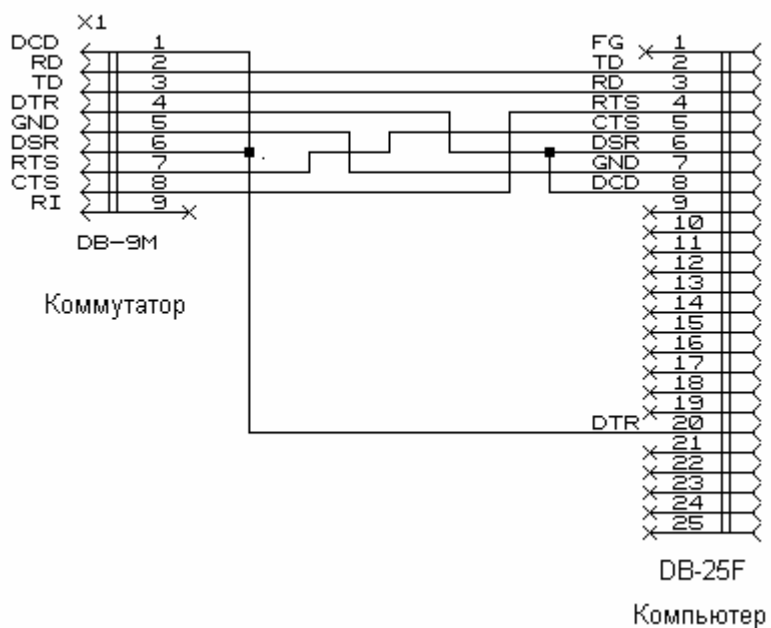 X1
DCD 1 FG 1
RD 2 TD 2
TD 3 RD 3
DTR 4 RTS 4
GND 5 CTS 5
DSR 6 DSR 6
RTS 7 GND 7
CTS 8 DCD 8
RI 9 9
10
DB-9M
11
12
13
Коммутатор
14
15
16
17
18
19
DTR 20
21
22
23
24
25
DB-25F
Компьютер